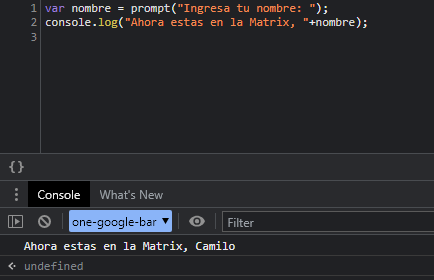 1 var nombre = prompt("Ingresa tu nombre: ");
2 console.log("Ahora estas en la Matrix, "+nombre);
3
{}
Console What's New
one-google-bar ▼ Filter
Ahora estas en la Matrix, Camilo
undefined